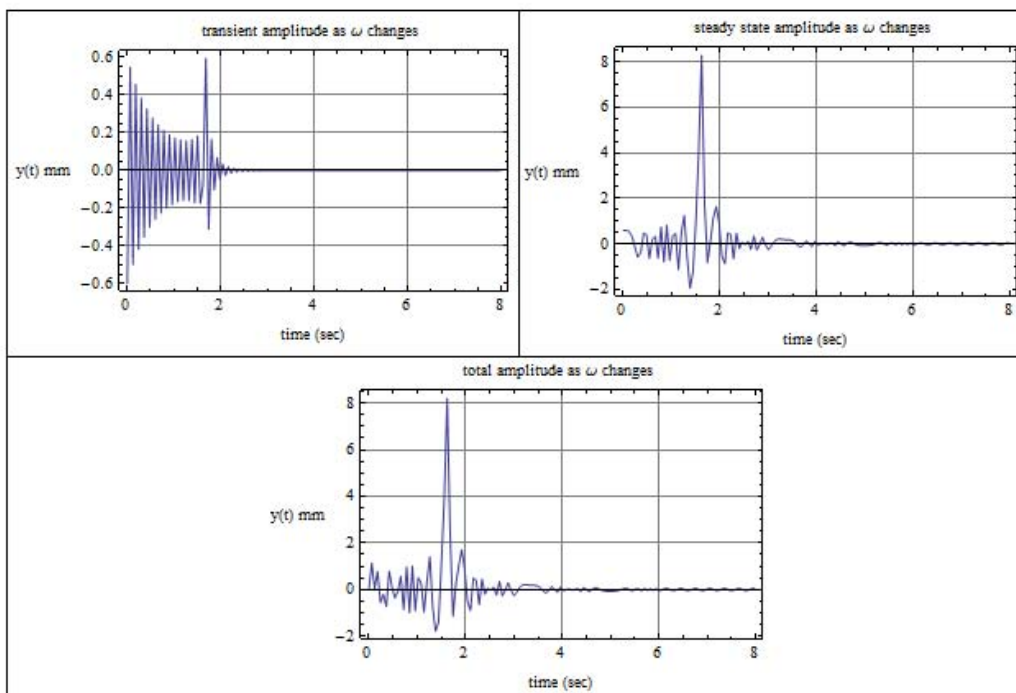 transient amplitude as ω changes
0.6
0.4
0.2
y(t) mm
0.0
−0.2
−0.4
−0.6
0 2 4 6 8
time (sec)
steady state amplitude as ω changes
8
6
4
y(t) mm
2
0
−2
0 2 4 6 8
time (sec)
total amplitude as ω changes
8
6
4
y(t) mm
2
0
−2
0 2 4 6 8
time (sec)